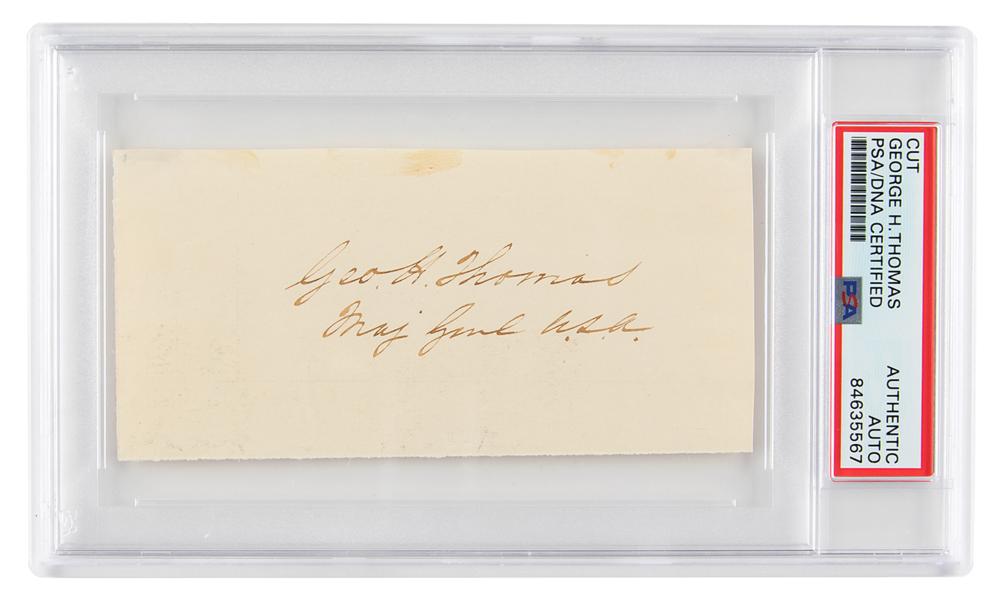 Geo. H. Thomas
Maj Genl U.S.A.
CUT
GEORGE H. THOMAS
PSA/DNA CERTIFIED
PSA
AUTHENTIC
AUTO
84635567